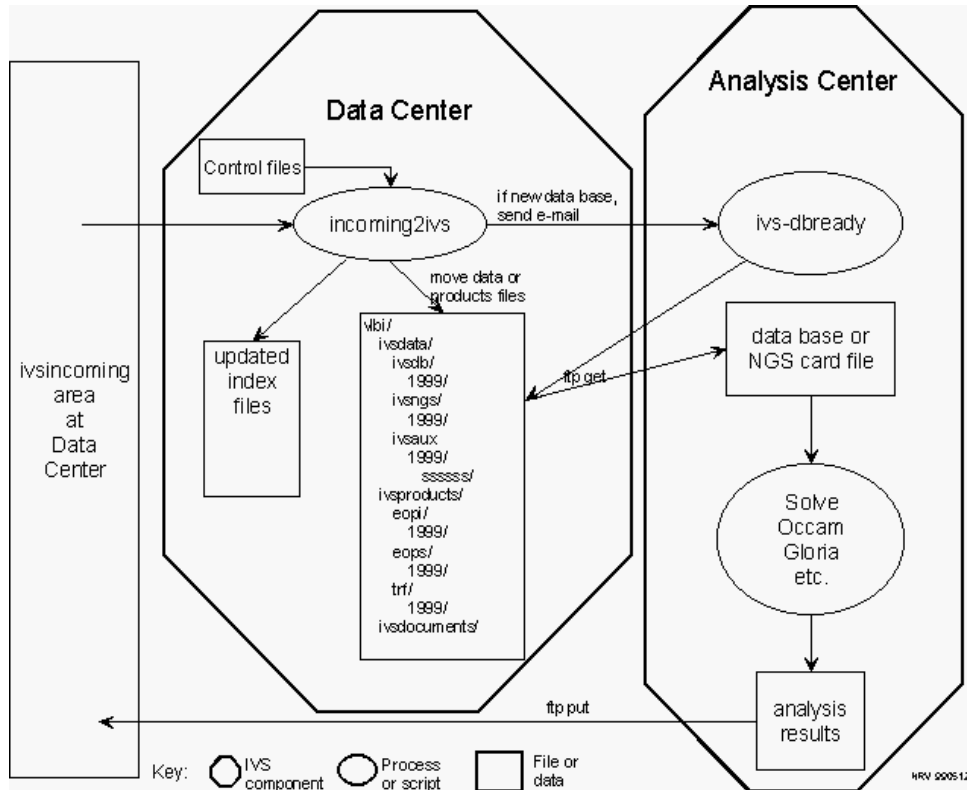 Data Center
Analysis Center
Control files
incoming2ivs
if new data base,
send e-mail
ivs-dbready
move data or
products files
ivsincoming
area
at
Data
Center
updated
index
files
vlbi/
ivsdata/
ivsdb/
1999/
ivsngs/
1999/
ivsaux
1999/
ssssss/
ivsproducts/
eopi/
1999/
eops/
1999/
trf/
1999/
ivsdocuments/
ftp get
data base or
NGS card file
Solve
Occam
Gloria
etc.
analysis
results
ftp put
Key:
IVS
component
Process
or script
File or
data